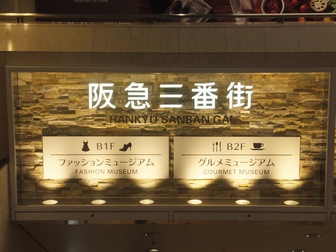 阪急三番街
HANKYU SANBAN GAI
B1F
ファッションミュージアム
FASHION MUSEUM
B2F
グルメミュージアム
GOURMET MUSEUM